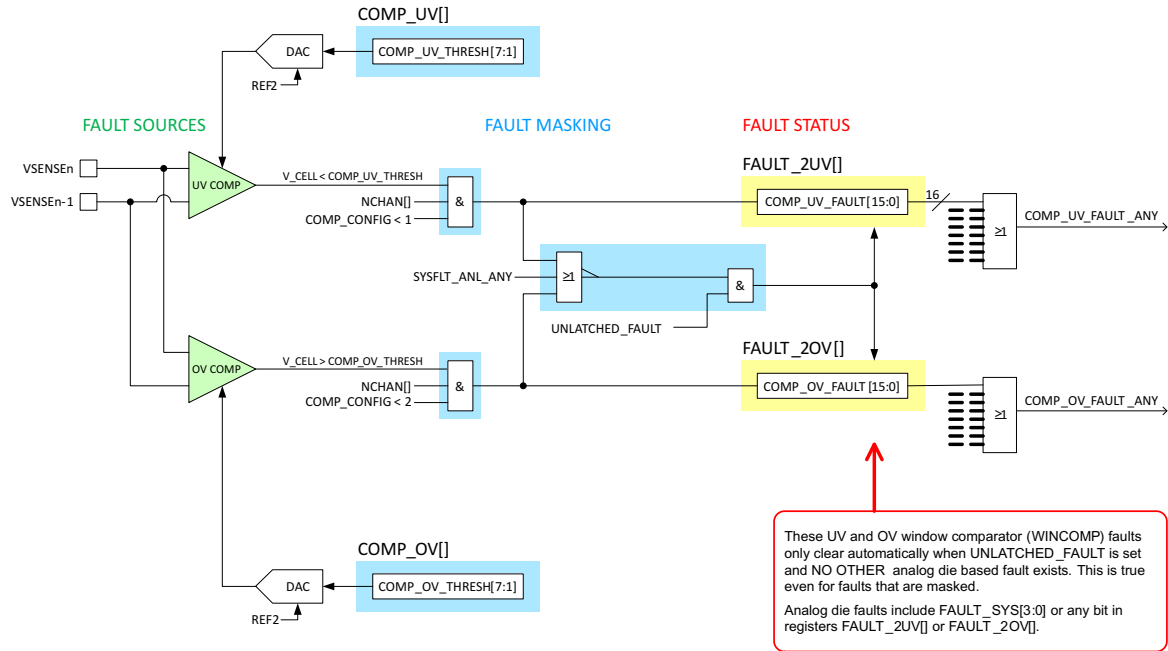 COMP_UV[]
DAC
COMP_UV_THRESH[7:1]
REF2
FAULT SOURCES
FAULT MASKING
FAULT STATUS
FAULT_2UV[]
VSENSEn
VSENSEn-1
UV COMP
V_CELL < COMP_UV_THRESH
NCHAN[]
COMP_CONFIG < 1
&
COMP_UV_FAULT[15:0]
16
≥1
COMP_UV_FAULT_ANY
SYSFLT_ANL_ANY
≥1
&
UNLATCHED_FAULT
FAULT_2OV[]
OV COMP
V_CELL > COMP_OV_THRESH
NCHAN[]
COMP_CONFIG < 2
&
COMP_OV_FAULT [15:0]
≥1
COMP_OV_FAULT_ANY
COMP_OV[]
DAC
COMP_OV_THRESH[7:1]
REF2
These UV and OV window comparator (WINCOMP) faults
only clear automatically when UNLATCHED_FAULT is set
and NO OTHER analog die based fault exists. This is true
even for faults that are masked.
Analog die faults include FAULT_SYS[3:0] or any bit in
registers FAULT_2UV[] or FAULT_2OV[].